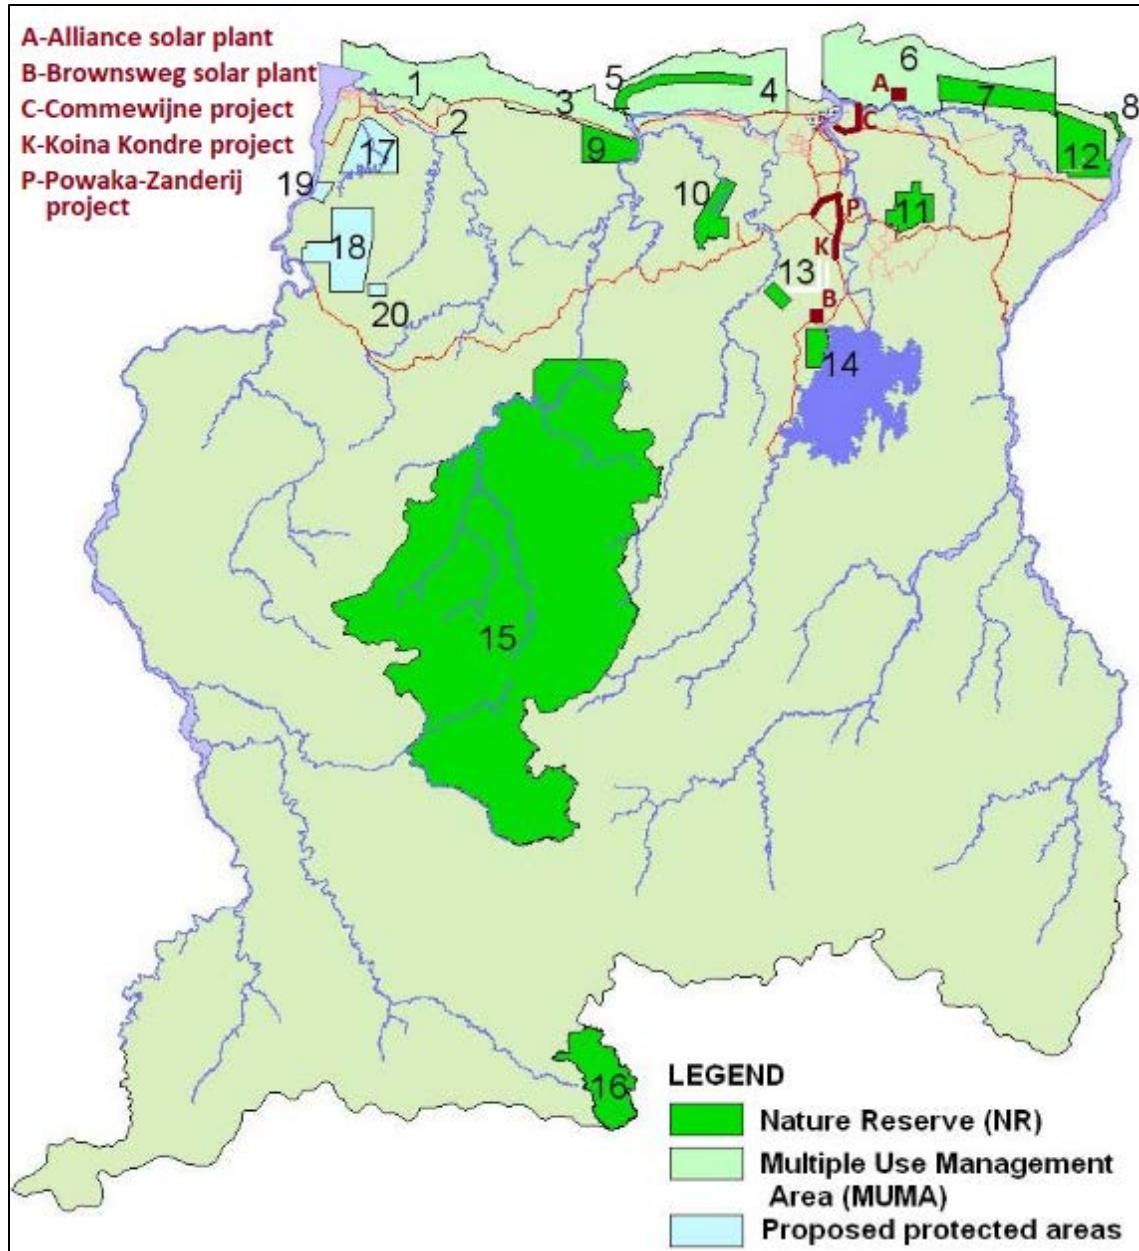 A-Alliance solar plant
B-Brownsweg solar plant
C-Commewijne project
K-Koina Kondre project
P-Powaka-Zanderij
project
1
2
3
4
5
6
A
7
8
C
9
10
11
12
P
K
13
B
14
15
16
17
18
19
20
LEGEND
Nature Reserve (NR)
Multiple Use Management
Area (MUMA)
Proposed protected areas